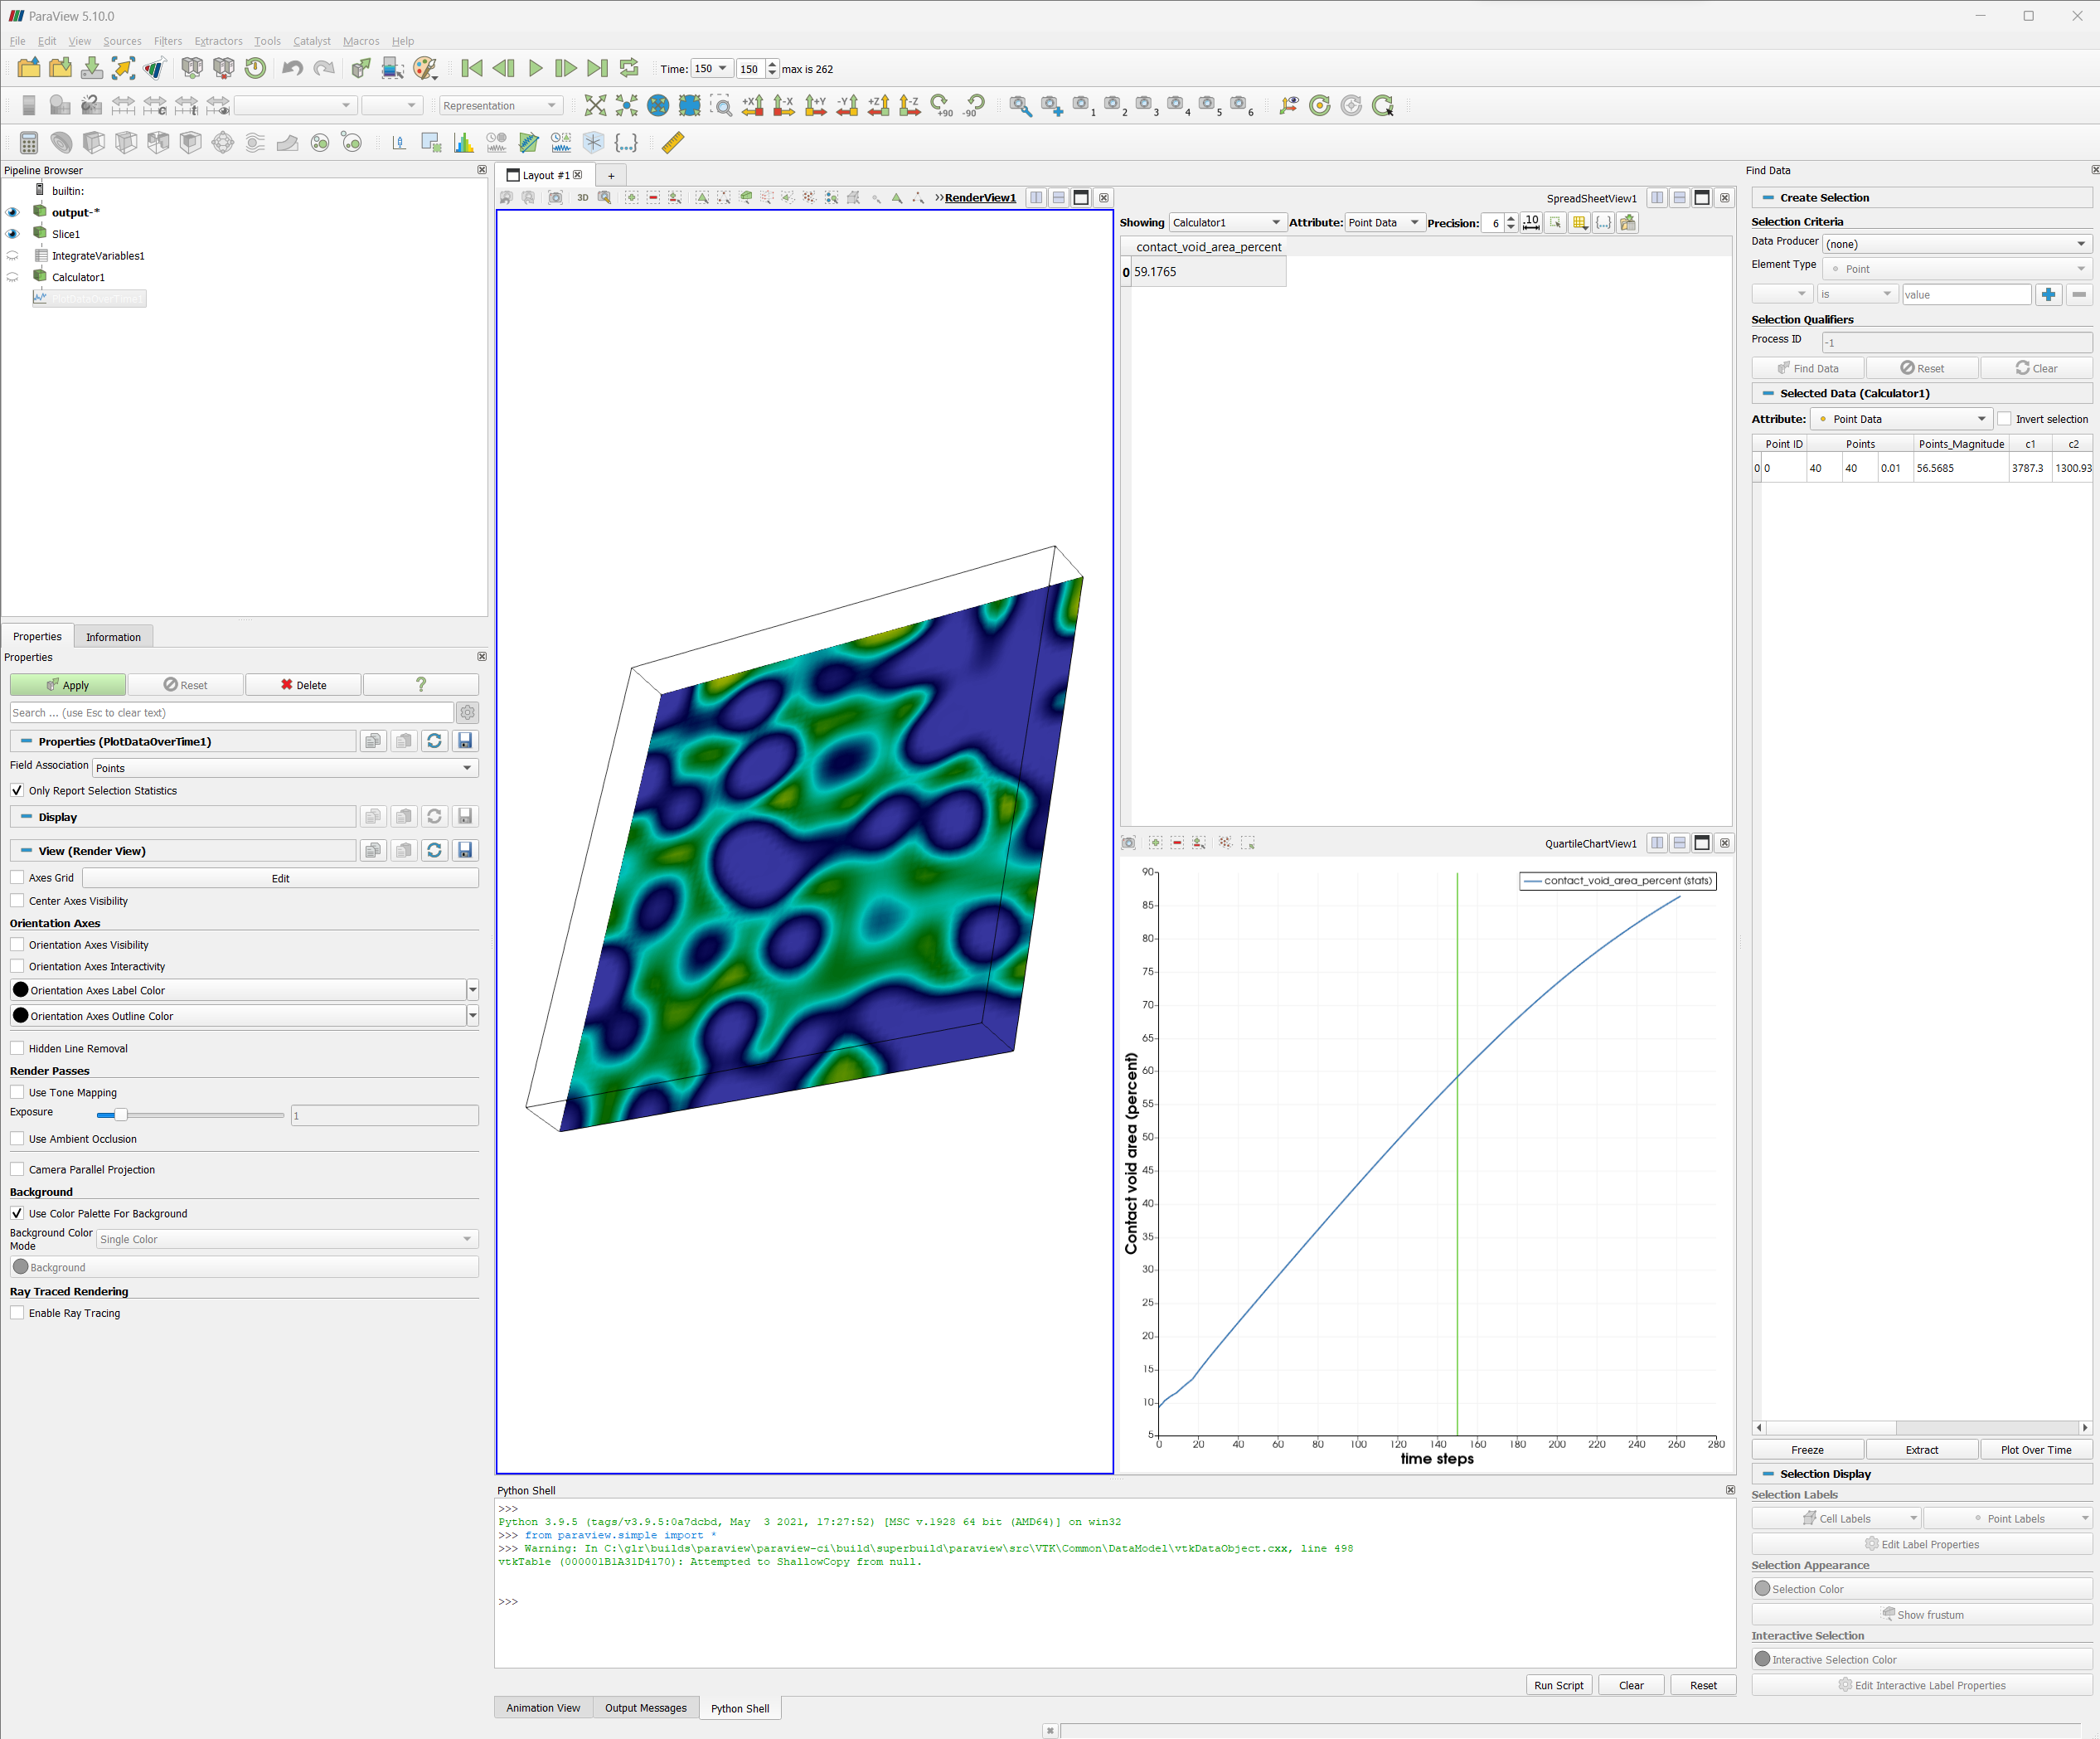 ParaView 5.10.0
File Edit View Sources Filters Extractors Tools Catalyst Macros Help
Time: 150 150 max is 262
Representation
+X -X +Y -Y +Z -Z +90 -90 1 2 3 4 5 6
Pipeline Browser
builtin:
output-*
Slice1
IntegrateVariables1
Calculator1
PlotDataOverTime1
Properties Information
Properties
Apply Reset Delete ?
Search ... (use Esc to clear text)
Properties (PlotDataOverTime1)
Field Association Points
Only Report Selection Statistics
Display
View (Render View)
Axes Grid Edit
Center Axes Visibility
Orientation Axes
Orientation Axes Visibility
Orientation Axes Interactivity
Orientation Axes Label Color
Orientation Axes Outline Color
Hidden Line Removal
Render Passes
Use Tone Mapping
Exposure 1
Use Ambient Occlusion
Camera Parallel Projection
Background
Use Color Palette For Background
Background Color Mode Single Color
Background
Ray Traced Rendering
Enable Ray Tracing
Layout #1 +
3D >> RenderView1
SpreadSheetView1
Showing Calculator1 Attribute: Point Data Precision: 6 .10 {...}
contact_void_area_percent
0 59.1765
QuartileChartView1
contact_void_area_percent (stats)
90
85
80
75
70
65
60
55
50
45
40
35
30
25
20
15
10
5
0 20 40 60 80 100 120 140 160 180 200 220 240 260 280
Contact void area (percent)
time steps
Python Shell
>>>
Python 3.9.5 (tags/v3.9.5:0a7dcbd, May  3 2021, 17:27:52) [MSC v.1928 64 bit (AMD64)] on win32
>>> from paraview.simple import *
>>> Warning: In C:\glr\builds\paraview\paraview-ci\build\superbuild\paraview\src\VTK\Common\DataModel\vtkDataObject.cxx, line 498
vtkTable (000001B1A31D4170): Attempted to ShallowCopy from null.
>>>
Run Script Clear Reset
Animation View Output Messages Python Shell
Find Data
Create Selection
Selection Criteria
Data Producer (none)
Element Type Point
is value
Selection Qualifiers
Process ID -1
Find Data Reset Clear
Selected Data (Calculator1)
Attribute: Point Data Invert selection
Point ID Points Points_Magnitude c1 c2
0 0 40 40 0.01 56.5685 3787.3 1300.93
Freeze Extract Plot Over Time
Selection Display
Selection Labels
Cell Labels Point Labels
Edit Label Properties
Selection Appearance
Selection Color
Show frustum
Interactive Selection
Interactive Selection Color
Edit Interactive Label Properties